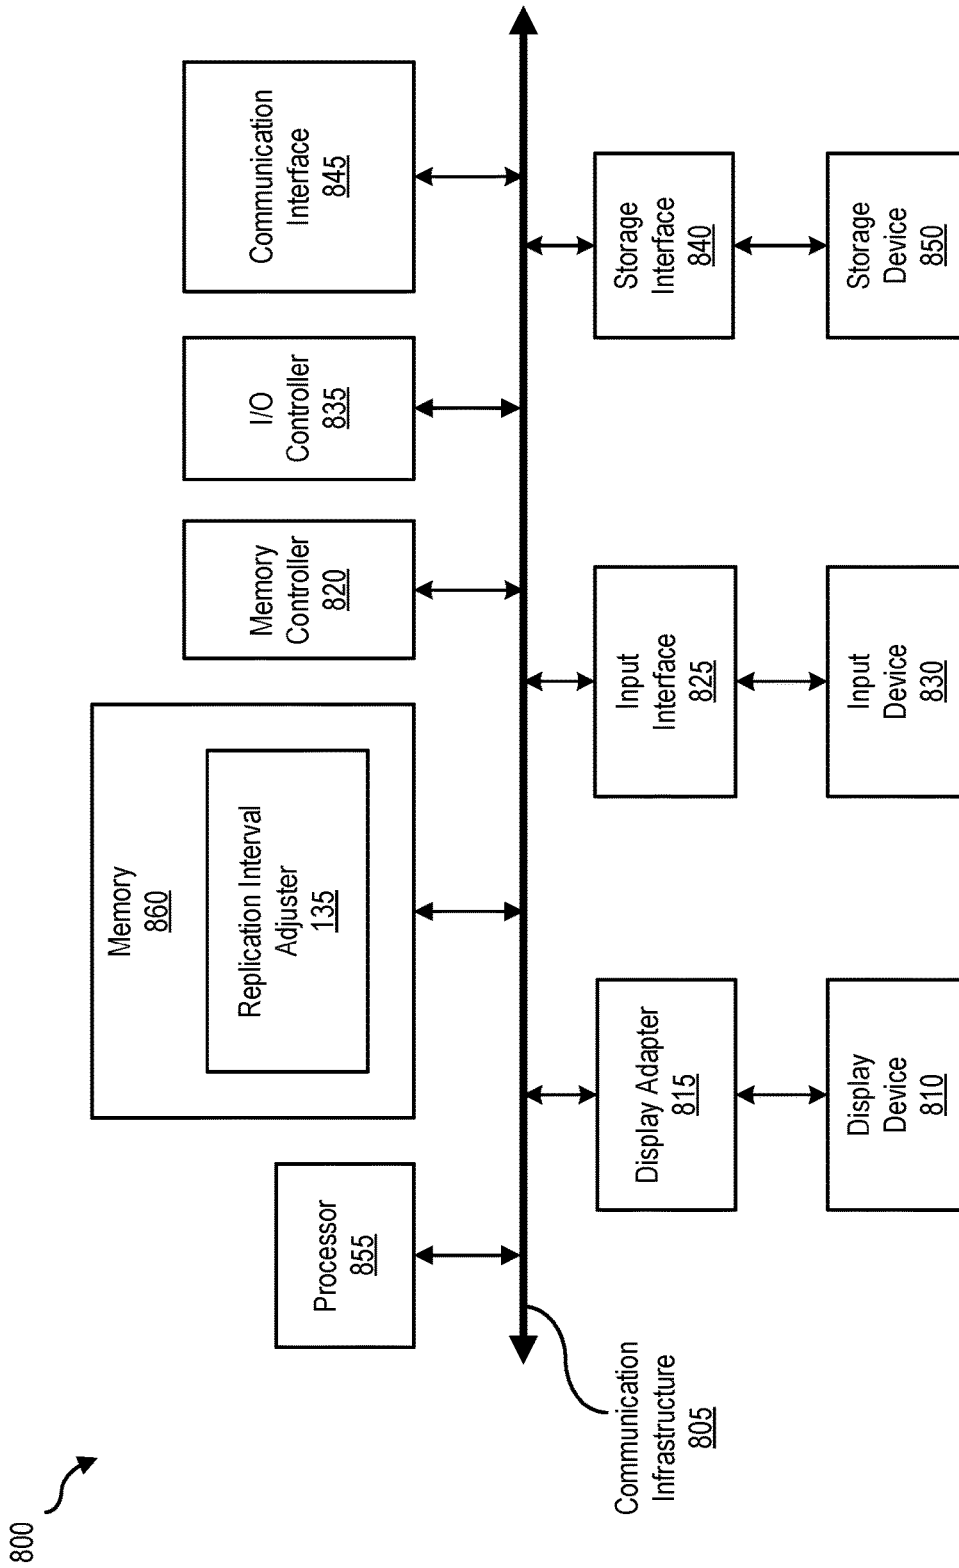 800
Processor
855
Memory
860
Replication Interval
Adjuster
135
Memory
Controller
820
I/O
Controller
835
Communication
Interface
845
Communication
Infrastructure
805
Display Adapter
815
Input
Interface
825
Storage
Interface
840
Display
Device
810
Input
Device
830
Storage
Device
850